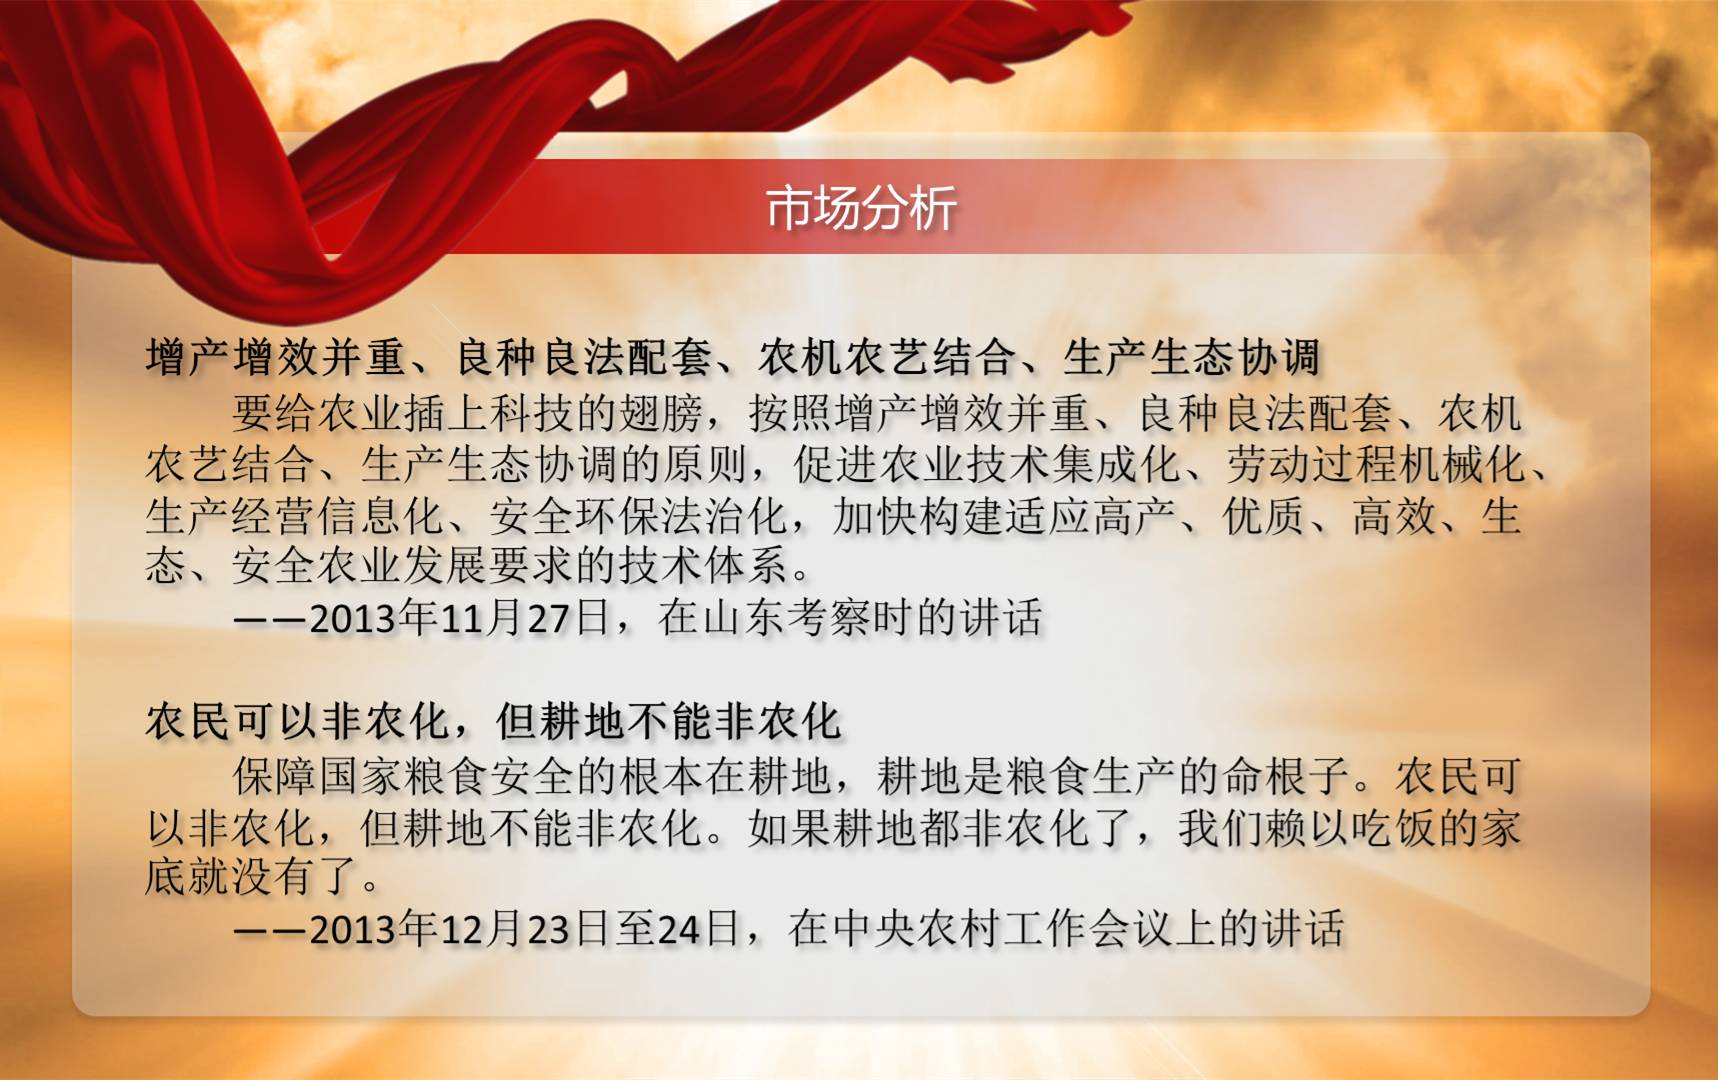 市场分析
增产增效并重、良种良法配套、农机农艺结合、生产生态协调
要给农业插上科技的翅膀，按照增产增效并重、良种良法配套、农机
农艺结合、生产生态协调的原则，促进农业技术集成化、劳动过程机械化、
生产经营信息化、安全环保法治化，加快构建适应高产、优质、高效、生
态、安全农业发展要求的技术体系。
——2013年11月27日，在山东考察时的讲话
农民可以非农化，但耕地不能非农化
保障国家粮食安全的根本在耕地，耕地是粮食生产的命根子。农民可
以非农化，但耕地不能非农化。如果耕地都非农化了，我们赖以吃饭的家
底就没有了。
——2013年12月23日至24日，在中央农村工作会议上的讲话